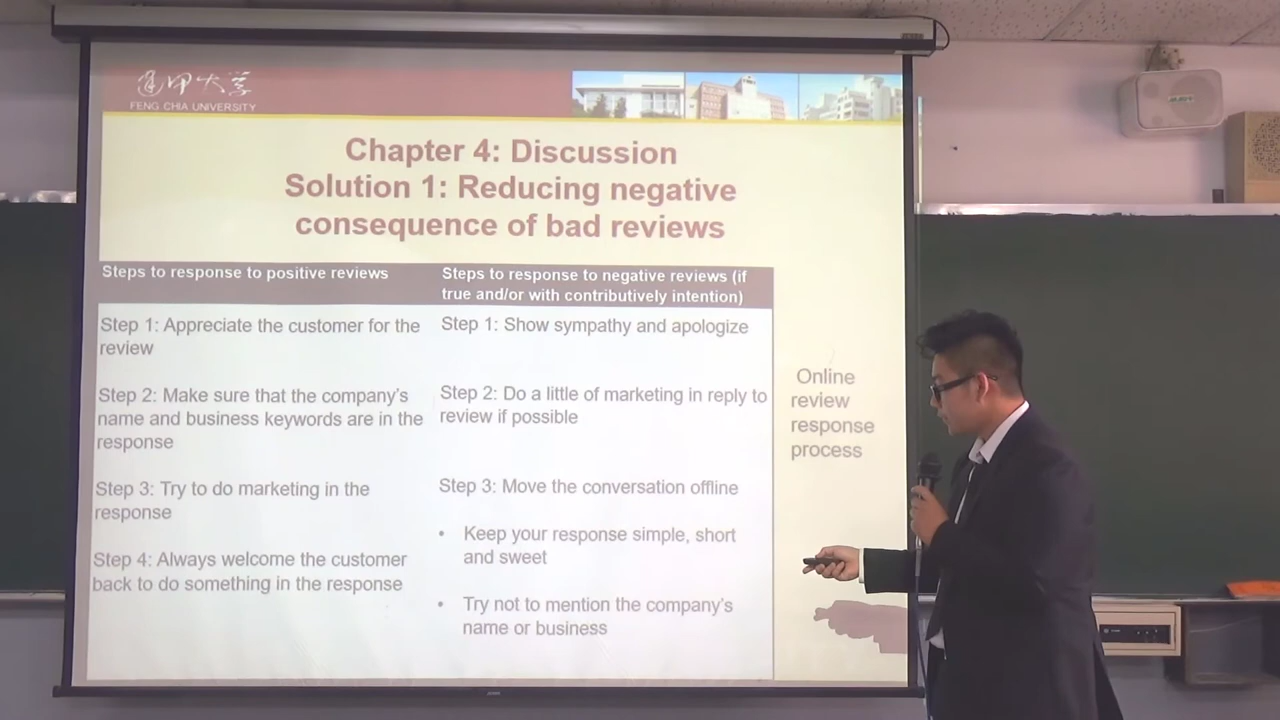 逢甲大學
FENG CHIA UNIVERSITY
Chapter 4: Discussion
Solution 1: Reducing negative
consequence of bad reviews
Steps to response to positive reviews
Steps to response to negative reviews (if
true and/or with contributively intention)
Step 1: Appreciate the customer for the
review
Step 2: Make sure that the company's
name and business keywords are in the
response
Step 3: Try to do marketing in the
response
Step 4: Always welcome the customer
back to do something in the response
Step 1: Show sympathy and apologize
Step 2: Do a little of marketing in reply to
review if possible
Step 3: Move the conversation offline
• Keep your response simple, short
and sweet
• Try not to mention the company's
name or business
Online
review
response
process